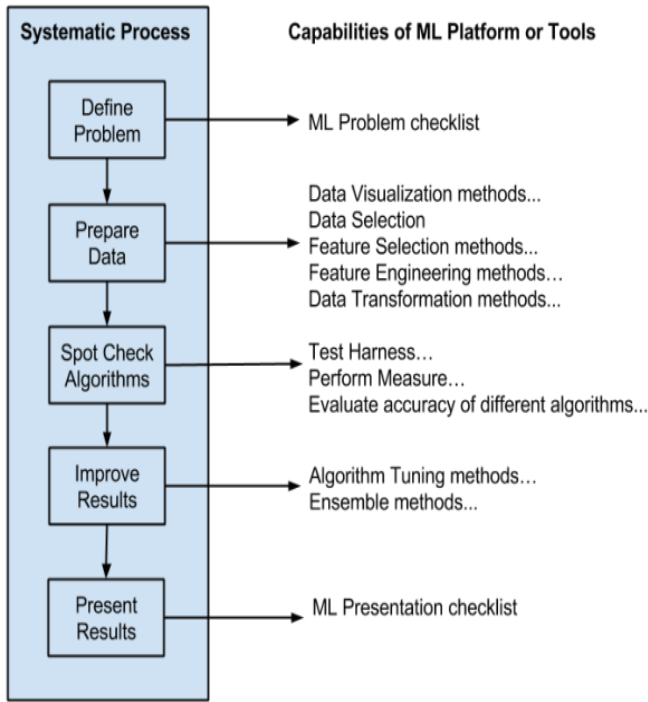 Systematic Process
Capabilities of ML Platform or Tools
Define
Problem
ML Problem checklist
Prepare
Data
Data Visualization methods...
Data Selection
Feature Selection methods...
Feature Engineering methods…
Data Transformation methods...
Spot Check
Algorithms
Test Harness…
Perform Measure…
Evaluate accuracy of different algorithms...
Improve
Results
Algorithm Tuning methods…
Ensemble methods...
Present
Results
ML Presentation checklist